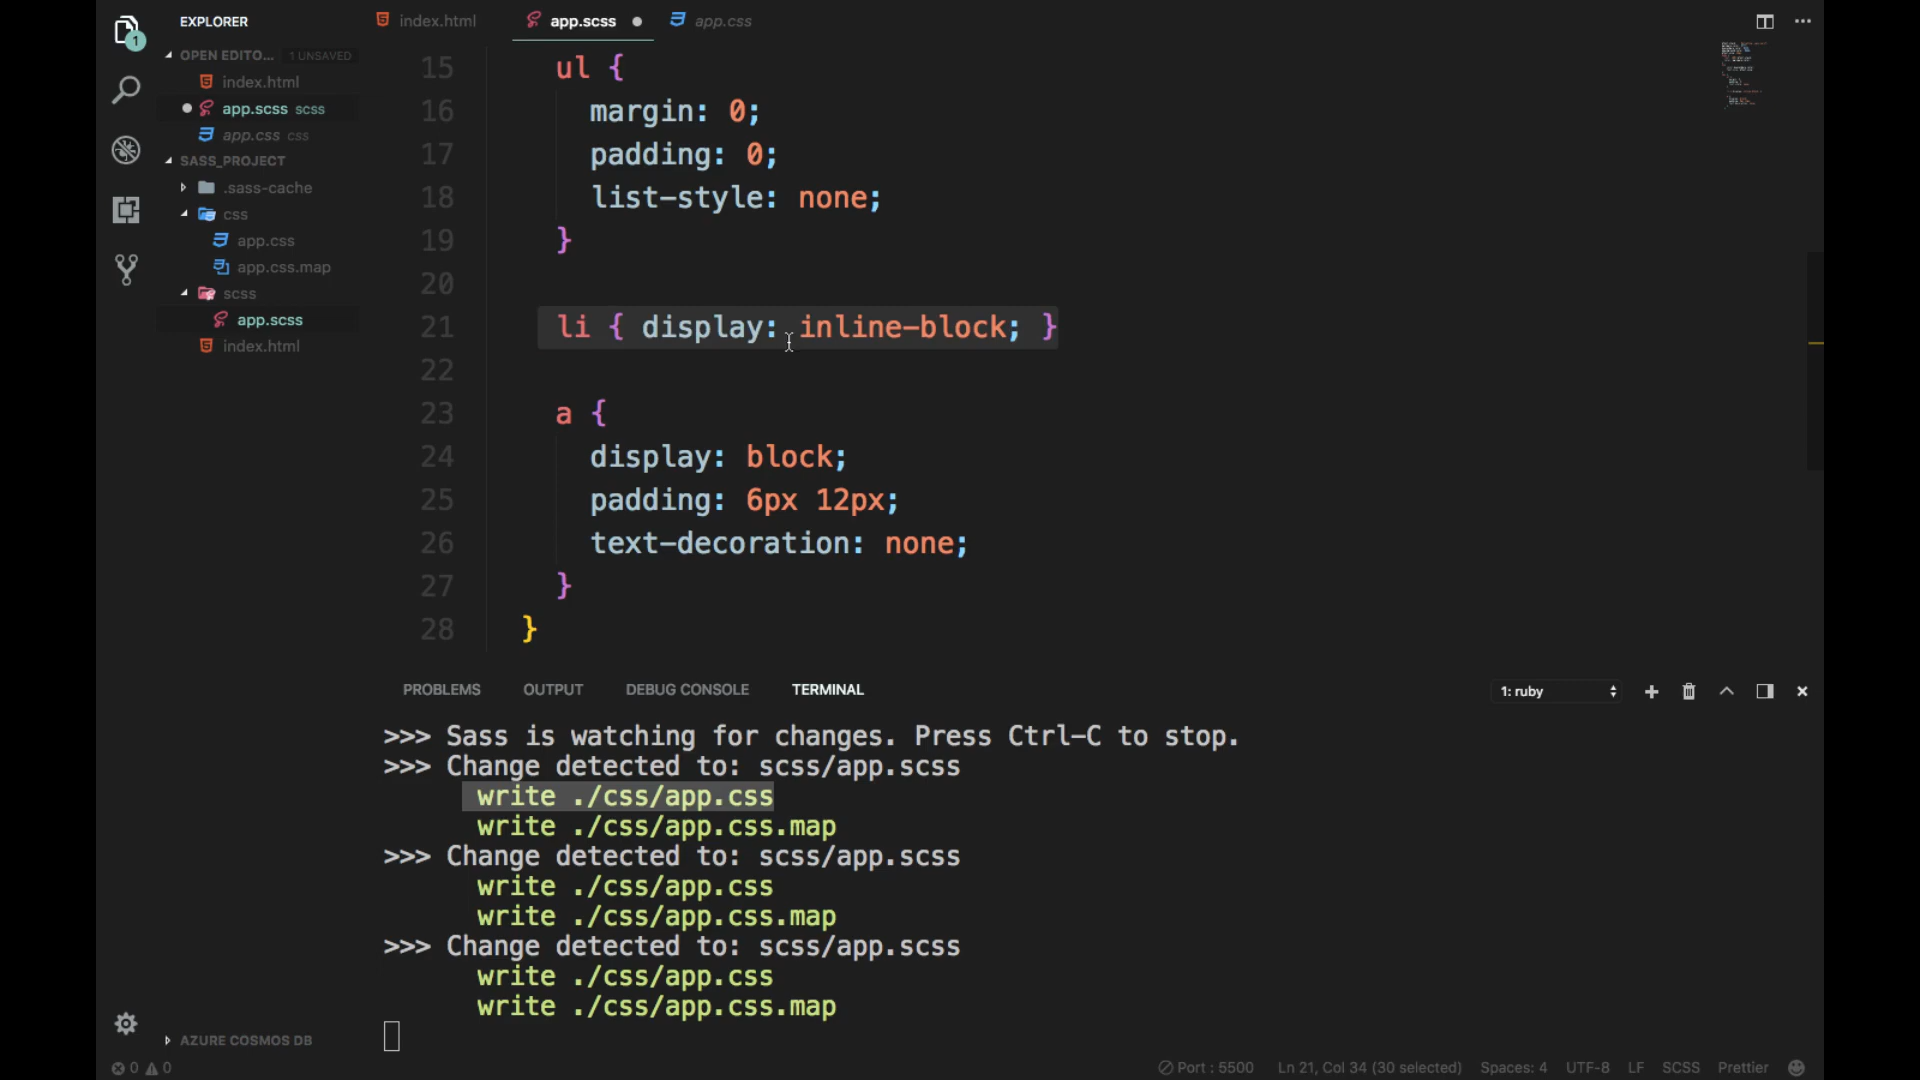 EXPLORER
index.html
app.scss
app.css
OPEN EDITO... 1 UNSAVED
index.html
app.scss scss
app.css css
SASS_PROJECT
.sass-cache
css
app.css
app.css.map
scss
app.scss
index.html
AZURE COSMOS DB
1
15 ul {
16 margin: 0;
17 padding: 0;
18 list-style: none;
19 }
20
21 li { display: inline-block; }
22
23 a {
24 display: block;
25 padding: 6px 12px;
26 text-decoration: none;
27 }
28 }
PROBLEMS OUTPUT DEBUG CONSOLE TERMINAL 1: ruby
>>> Sass is watching for changes. Press Ctrl-C to stop.
>>> Change detected to: scss/app.scss
write ./css/app.css
write ./css/app.css.map
>>> Change detected to: scss/app.scss
write ./css/app.css
write ./css/app.css.map
>>> Change detected to: scss/app.scss
write ./css/app.css
write ./css/app.css.map
0 0 Port : 5500 Ln 21, Col 34 (30 selected) Spaces: 4 UTF-8 LF SCSS Prettier